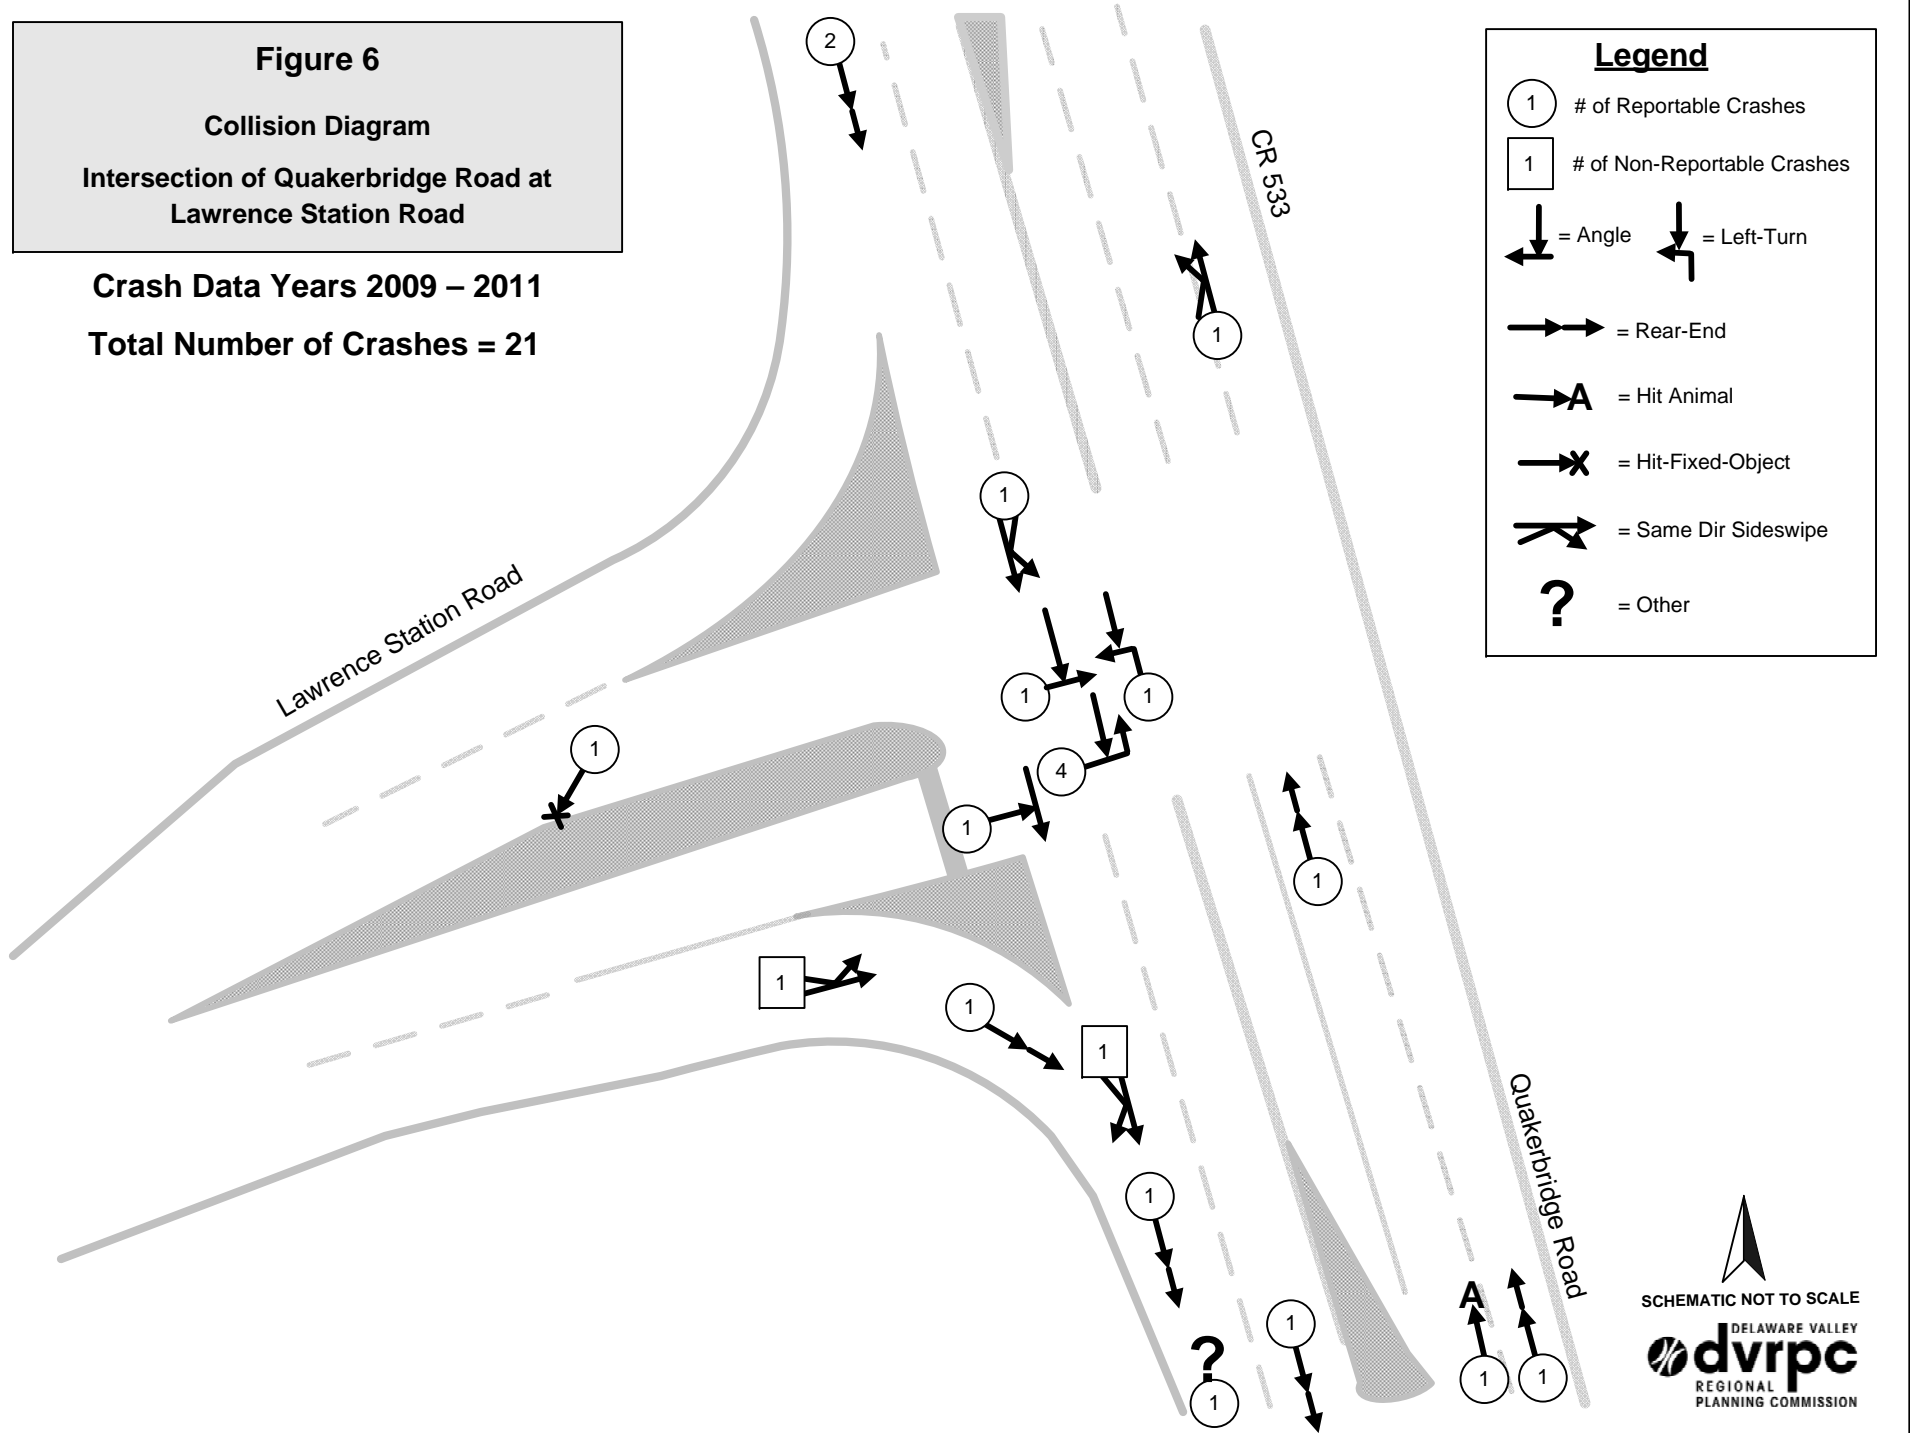 Figure 6
Collision Diagram
Intersection of Quakerbridge Road at
Lawrence Station Road
Crash Data Years 2009 – 2011
Total Number of Crashes = 21
Legend
1 # of Reportable Crashes
1 # of Non-Reportable Crashes
= Angle
= Left-Turn
= Rear-End
A = Hit Animal
= Hit-Fixed-Object
= Same Dir Sideswipe
? = Other
2
CR 533
1
1
Lawrence Station Road
1
1
1
4
1
1
1
1
1
Quakerbridge Road
1
1
?
1
A
1
1
1
SCHEMATIC NOT TO SCALE
DELAWARE VALLEY
dvrpc
REGIONAL
PLANNING COMMISSION